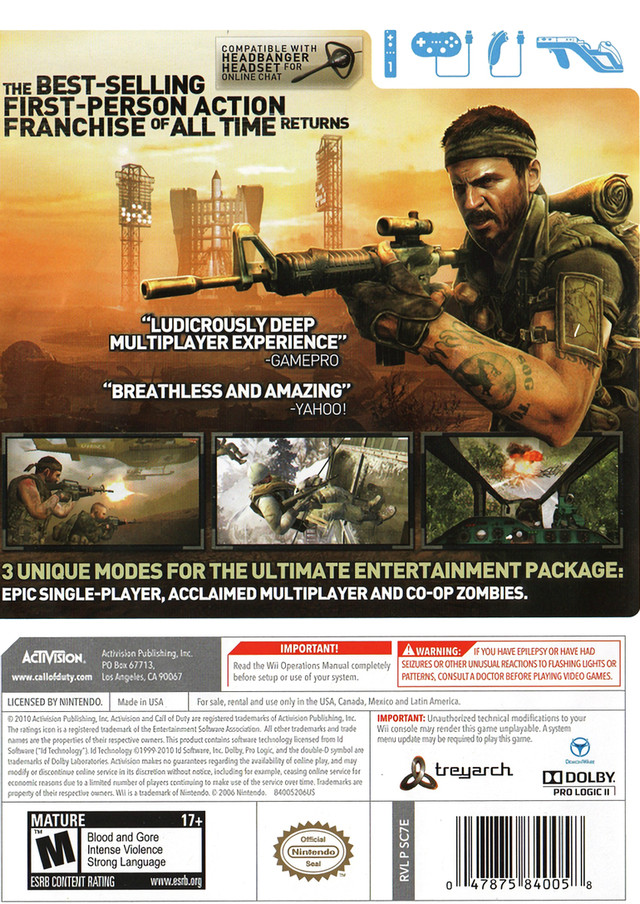 COMPATIBLE WITH
HEADBANGER
HEADSET FOR
ONLINE CHAT
1
THE BEST-SELLING
FIRST-PERSON ACTION
FRANCHISE OF ALL TIME RETURNS
"LUDICROUSLY DEEP
MULTIPLAYER EXPERIENCE"
-GAMEPRO
"BREATHLESS AND AMAZING"
-YAHOO!
SOG
3 UNIQUE MODES FOR THE ULTIMATE ENTERTAINMENT PACKAGE:
EPIC SINGLE-PLAYER, ACCLAIMED MULTIPLAYER AND CO-OP ZOMBIES.
ACTIVISION.
www.callofduty.com
Activision Publishing, Inc.
PO Box 67713,
Los Angeles, CA 90067
IMPORTANT!
Read the Wii Operations Manual completely
before setup or use of your system.
WARNING: IF YOU HAVE EPILEPSY OR HAVE HAD
SEIZURES OR OTHER UNUSUAL REACTIONS TO FLASHING LIGHTS OR
PATTERNS, CONSULT A DOCTOR BEFORE PLAYING VIDEO GAMES.
LICENSED BY NINTENDO.
Made in USA
For sale, rental and use only in the USA, Canada, Mexico and Latin America.
© 2010 Activision Publishing, Inc. Activision and Call of Duty are registered trademarks of Activision Publishing, Inc.
The ratings icon is a registered trademark of the Entertainment Software Association. All other trademarks and trade
names are the properties of their respective owners. This product contains software technology licensed from Id
Software ("Id Technology"). Id Technology ©1999-2010 Id Software, Inc. Dolby, Pro Logic, and the double-D symbol are
trademarks of Dolby Laboratories. Activision makes no guarantees regarding the availability of online play, and may
modify or discontinue online service in its discretion without notice, including for example, ceasing online service for
economic reasons due to a limited number of players continuing to make use of the service over time. Trademarks are
property of their respective owners. Wii is a trademark of Nintendo. © 2006 Nintendo. 84005206US
IMPORTANT: Unauthorized technical modifications to your
Wii console may render this game unplayable. A system
menu update may be required to play this game.
DemonWare
treyarch
DOLBY
PRO LOGIC II
MATURE 17+
M
TM
Blood and Gore
Intense Violence
Strong Language
ESRB CONTENT RATING www.esrb.org
Official
Nintendo
Seal
TM
RVL P SC7E
0 47875 84005 8